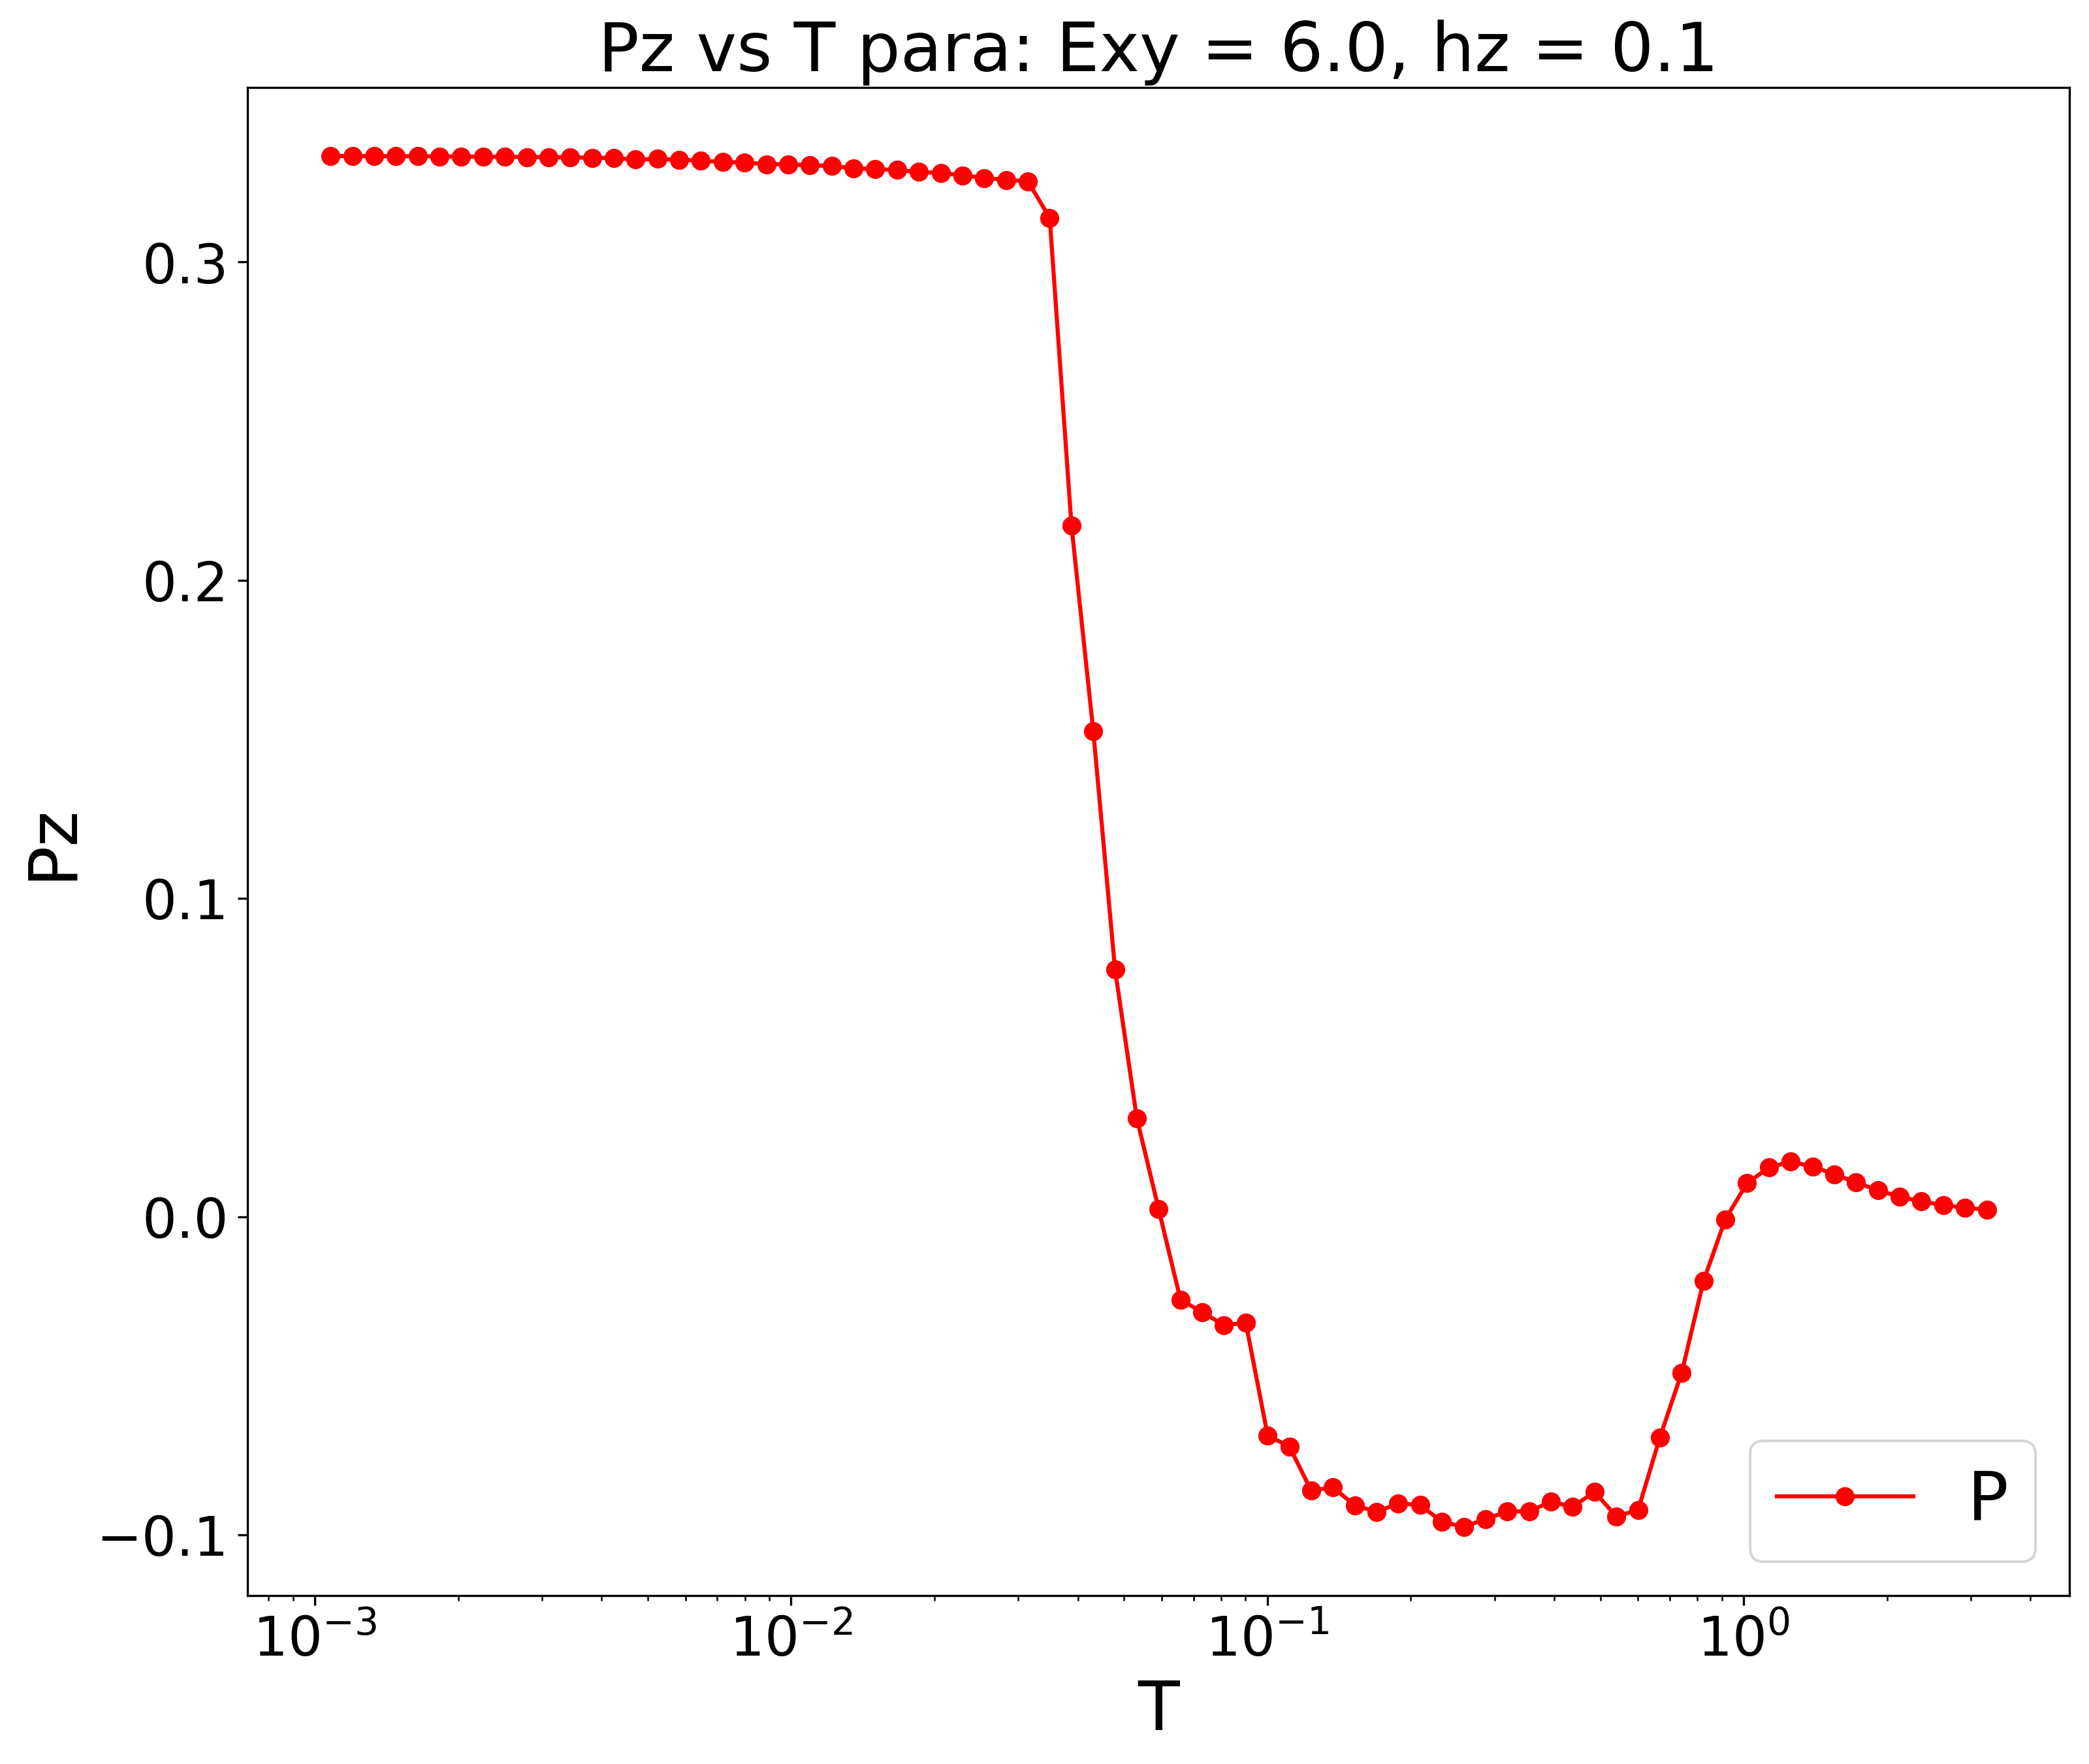 Pz vs T para: Exy = 6.0, hz = 0.1
Pz
0.3
0.2
0.1
0.0
−0.1
10⁻³ 10⁻² 10⁻¹ 10⁰
T
P